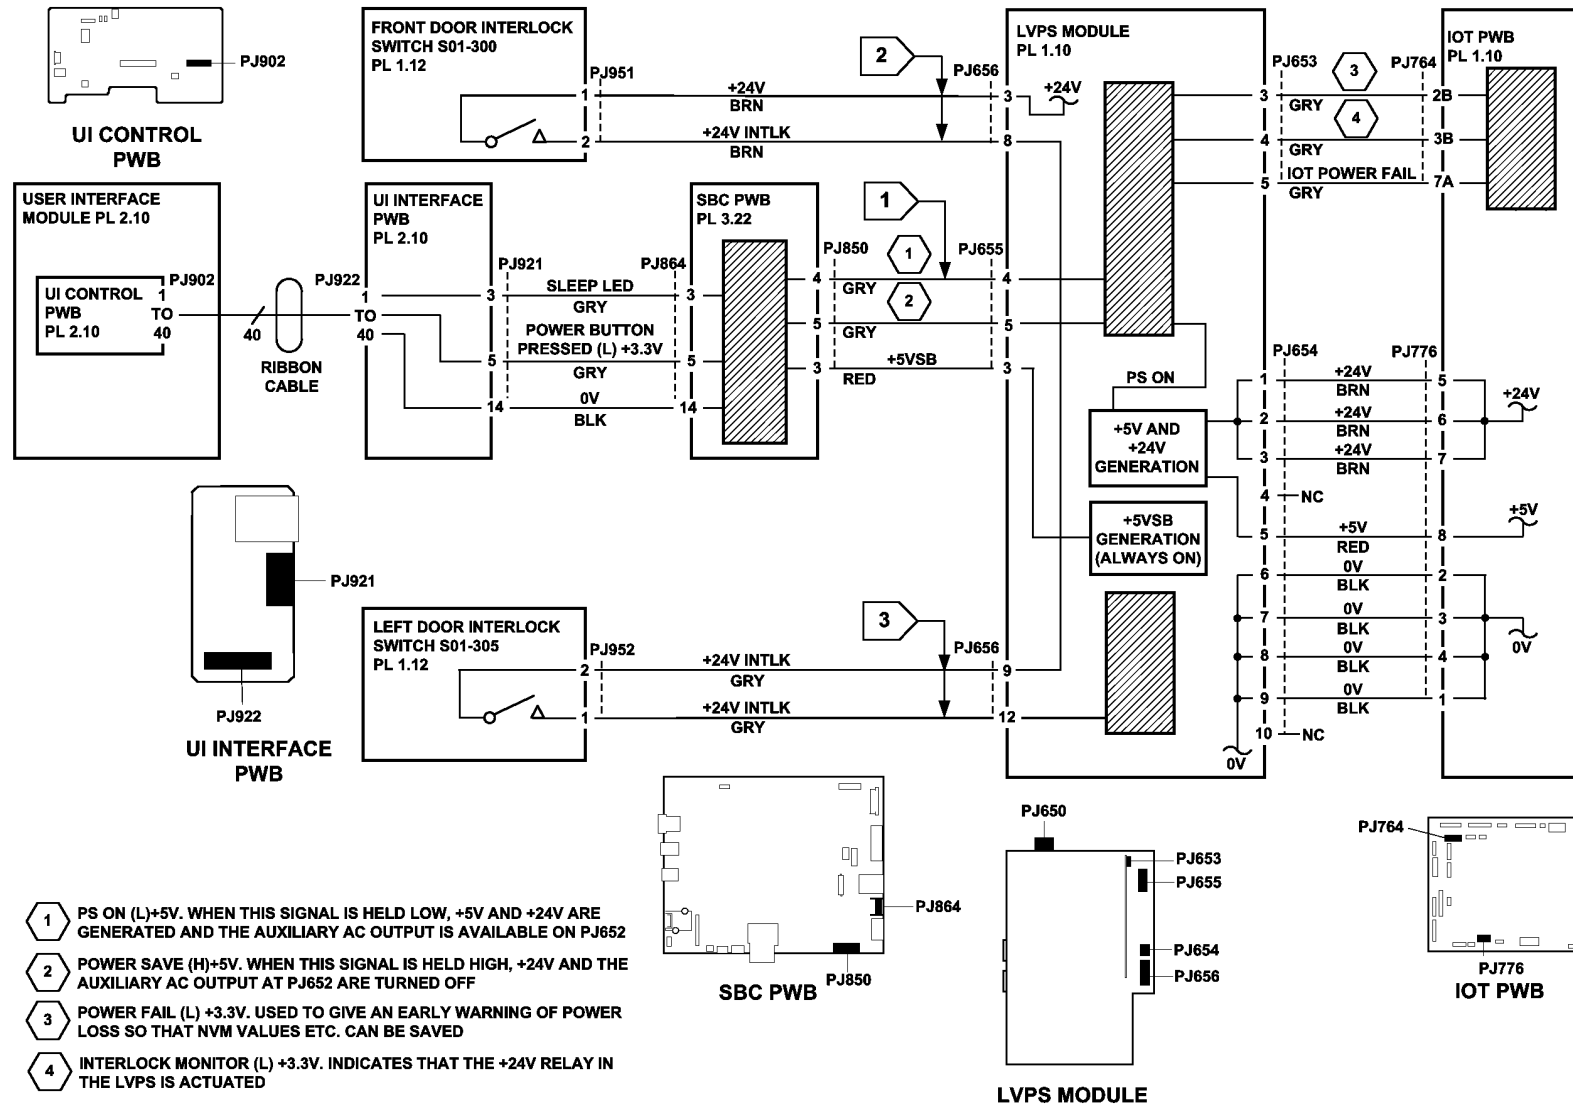 PJ902
UI CONTROL
PWB
FRONT DOOR INTERLOCK
SWITCH S01-300
PL 1.12
PJ951
1
2
+24V
BRN
+24V INTLK
BRN
2
PJ656
3
8
LVPS MODULE
PL 1.10
+24V
PJ653
3
4
5
3
GRY
4
GRY
IOT POWER FAIL
GRY
PJ764
2B
3B
7A
IOT PWB
PL 1.10
USER INTERFACE
MODULE PL 2.10
UI CONTROL
PWB
PL 2.10
PJ902
1
TO
40
40
RIBBON
CABLE
PJ922
1
TO
40
UI INTERFACE
PWB
PL 2.10
PJ921
3
5
14
SLEEP LED
GRY
POWER BUTTON
PRESSED (L) +3.3V
GRY
0V
BLK
PJ864
3
5
14
SBC PWB
PL 3.22
PJ850
4
5
3
1
1
GRY
2
GRY
+5VSB
RED
PJ655
4
5
3
PS ON
+5V AND
+24V
GENERATION
+5VSB
GENERATION
(ALWAYS ON)
PJ654
1
2
3
4
NC
5
6
7
8
9
10
NC
0V
+24V
BRN
+24V
BRN
+24V
BRN
+5V
RED
0V
BLK
0V
BLK
0V
BLK
0V
BLK
PJ776
5
6
7
8
2
3
4
1
+24V
+5V
0V
PJ921
PJ922
UI INTERFACE
PWB
LEFT DOOR INTERLOCK
SWITCH S01-305
PL 1.12
PJ952
2
1
+24V INTLK
GRY
+24V INTLK
GRY
3
PJ656
9
12
PJ864
PJ850
SBC PWB
PJ650
PJ653
PJ655
PJ654
PJ656
LVPS MODULE
PJ764
PJ776
IOT PWB
1
PS ON (L)+5V. WHEN THIS SIGNAL IS HELD LOW, +5V AND +24V ARE
GENERATED AND THE AUXILIARY AC OUTPUT IS AVAILABLE ON PJ652
2
POWER SAVE (H)+5V. WHEN THIS SIGNAL IS HELD HIGH, +24V AND THE
AUXILIARY AC OUTPUT AT PJ652 ARE TURNED OFF
3
POWER FAIL (L) +3.3V. USED TO GIVE AN EARLY WARNING OF POWER
LOSS SO THAT NVM VALUES ETC. CAN BE SAVED
4
INTERLOCK MONITOR (L) +3.3V. INDICATES THAT THE +24V RELAY IN
THE LVPS IS ACTUATED